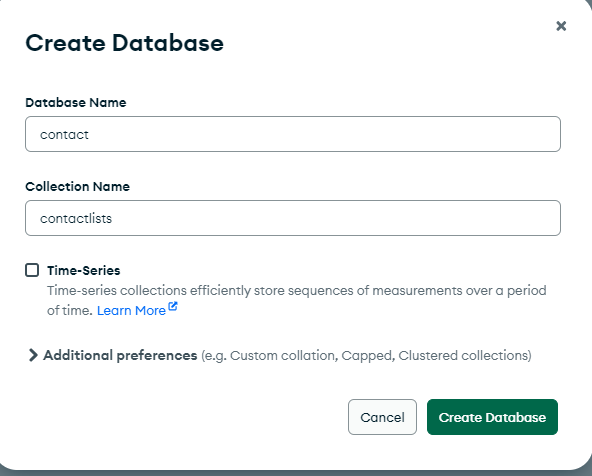 Create Database
Database Name
contact
Collection Name
contactlists
Time-Series
Time-series collections efficiently store sequences of measurements over a period
of time. Learn More
Additional preferences (e.g. Custom collation, Capped, Clustered collections)
Cancel
Create Database